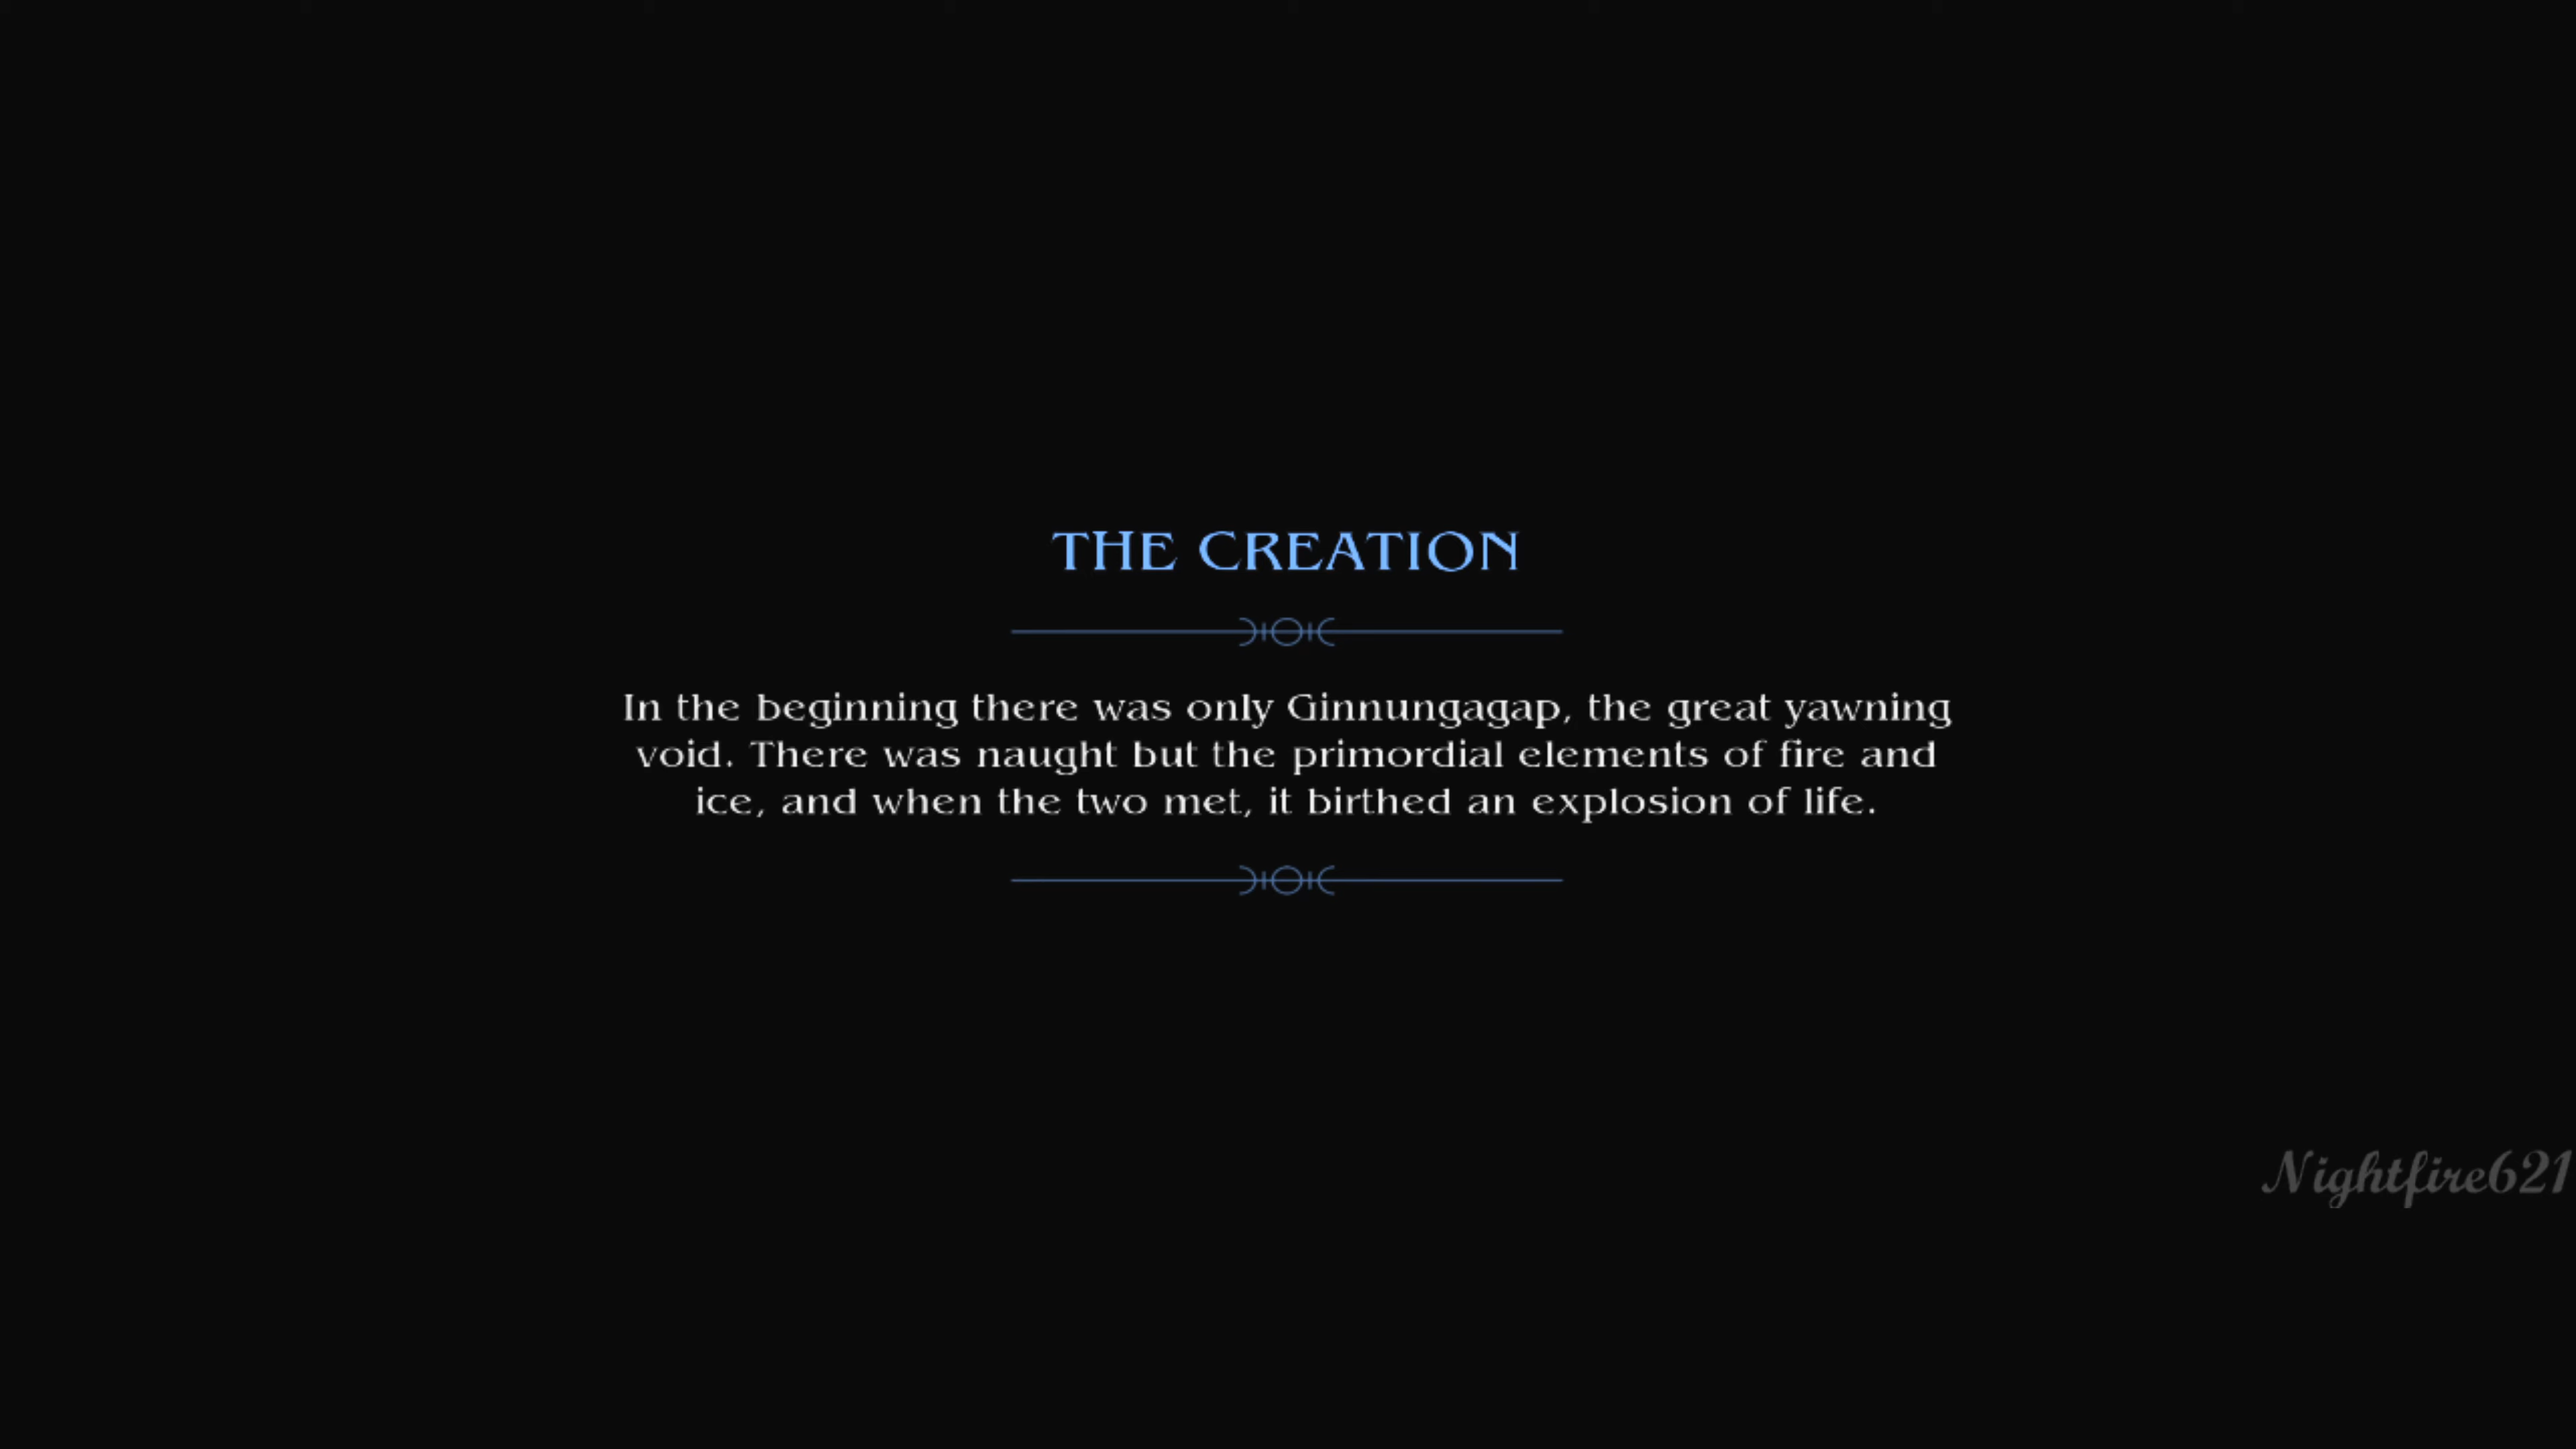 THE CREATION
In the beginning there was only Ginnungagap, the great yawning
void. There was naught but the primordial elements of fire and
ice, and when the two met, it birthed an explosion of life.
Nightfire621